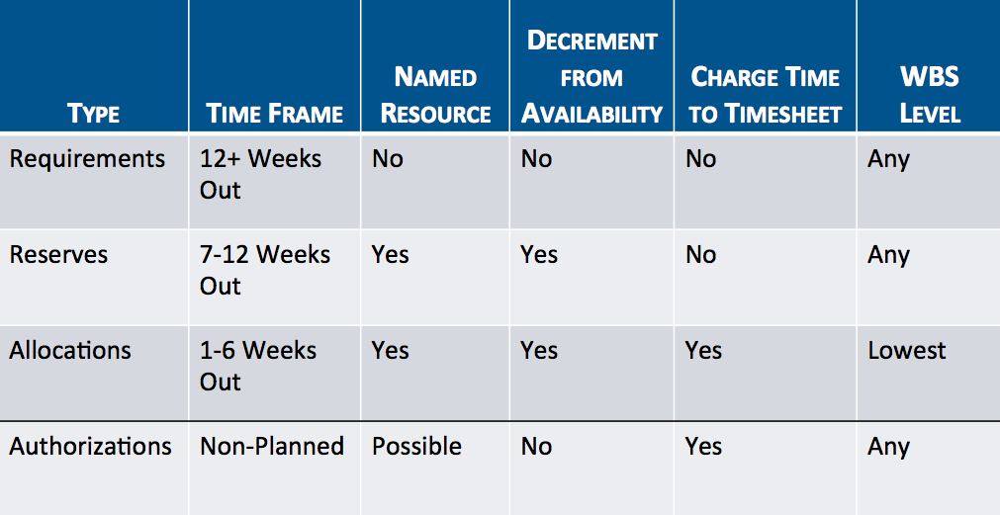 TYPE TIME FRAME NAMED RESOURCE DECREMENT FROM AVAILABILITY CHARGE TIME TO TIMESHEET WBS LEVEL
Requirements 12+ Weeks Out No No No Any
Reserves 7-12 Weeks Out Yes Yes No Any
Allocations 1-6 Weeks Out Yes Yes Yes Lowest
Authorizations Non-Planned Possible No Yes Any